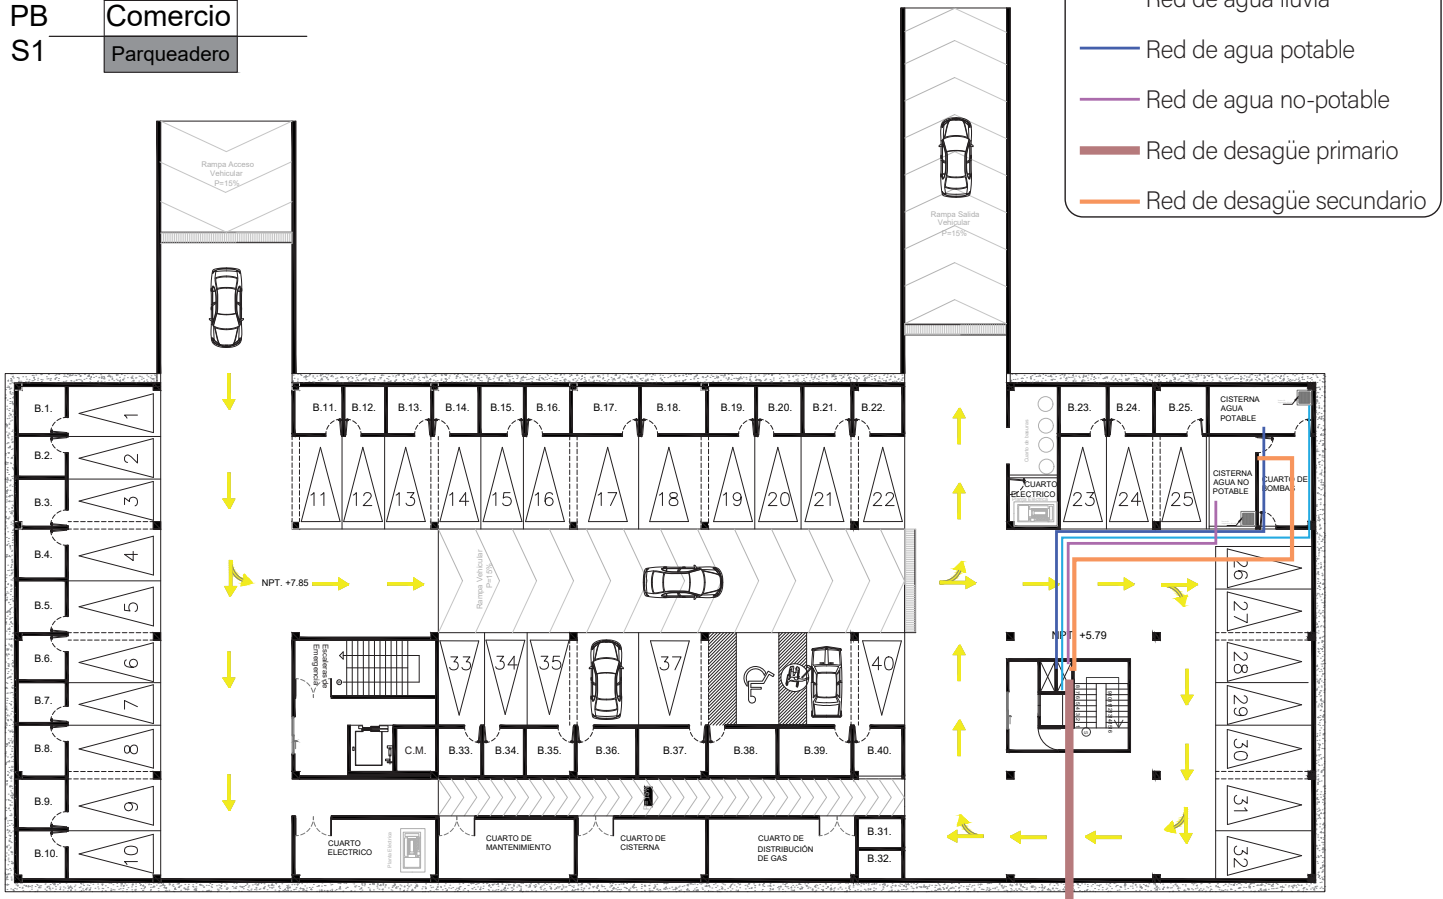 PB
Comercio
S1
Parqueadero
Red de agua lluvia
Red de agua potable
Red de agua no-potable
Red de desagüe primario
Red de desagüe secundario
Rampa Acceso
Vehicular
P=15%
Rampa Salida
Vehicular
P=15%
B.1.
B.2.
B.3.
B.4.
B.5.
B.6.
B.7.
B.8.
B.9.
B.10.
1
2
3
4
5
6
7
8
9
10
B.11.
B.12.
B.13.
B.14.
B.15.
B.16.
B.17.
B.18.
B.19.
B.20.
B.21.
B.22.
11
12
13
14
15
16
17
18
19
20
21
22
CUARTO
ELECTRICO
B.23.
B.24.
B.25.
23
24
25
CISTERNA
AGUA
POTABLE
CISTERNA
AGUA NO
POTABLE
CUARTO DE
BOMBAS
NPT. +7.85
Rampa Vehicular
P=15%
NPT. +5.79
26
27
28
29
30
31
32
Escaleras de
Emergencia
33
34
35
37
40
C.M.
B.33.
B.34.
B.35.
B.36.
B.37.
B.38.
B.39.
B.40.
CUARTO
ELECTRICO
CUARTO DE
MANTENIMIENTO
CUARTO DE
CISTERNA
CUARTO DE
DISTRIBUCIÓN
DE GAS
B.31.
B.32.